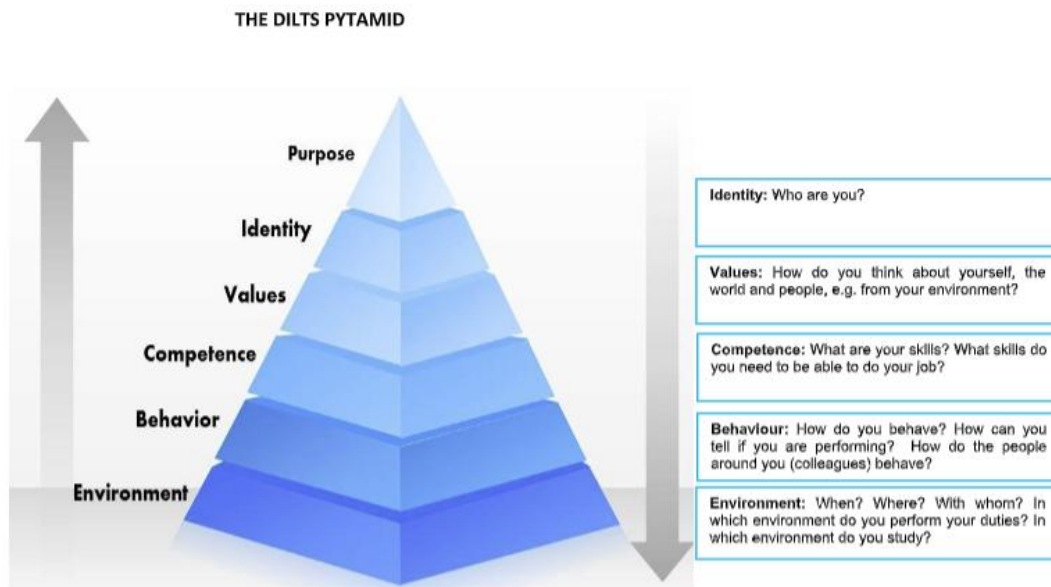 THE DILTS PYTAMID
Purpose
Identity
Values
Competence
Behavior
Environment
Identity: Who are you?
Values: How do you think about yourself, the
world and people, e.g. from your environment?
Competence: What are your skills? What skills do
you need to be able to do your job?
Behaviour: How do you behave? How can you
tell if you are performing? How do the people
around you (colleagues) behave?
Environment: When? Where? With whom? In
which environment do you perform your duties? In
which environment do you study?